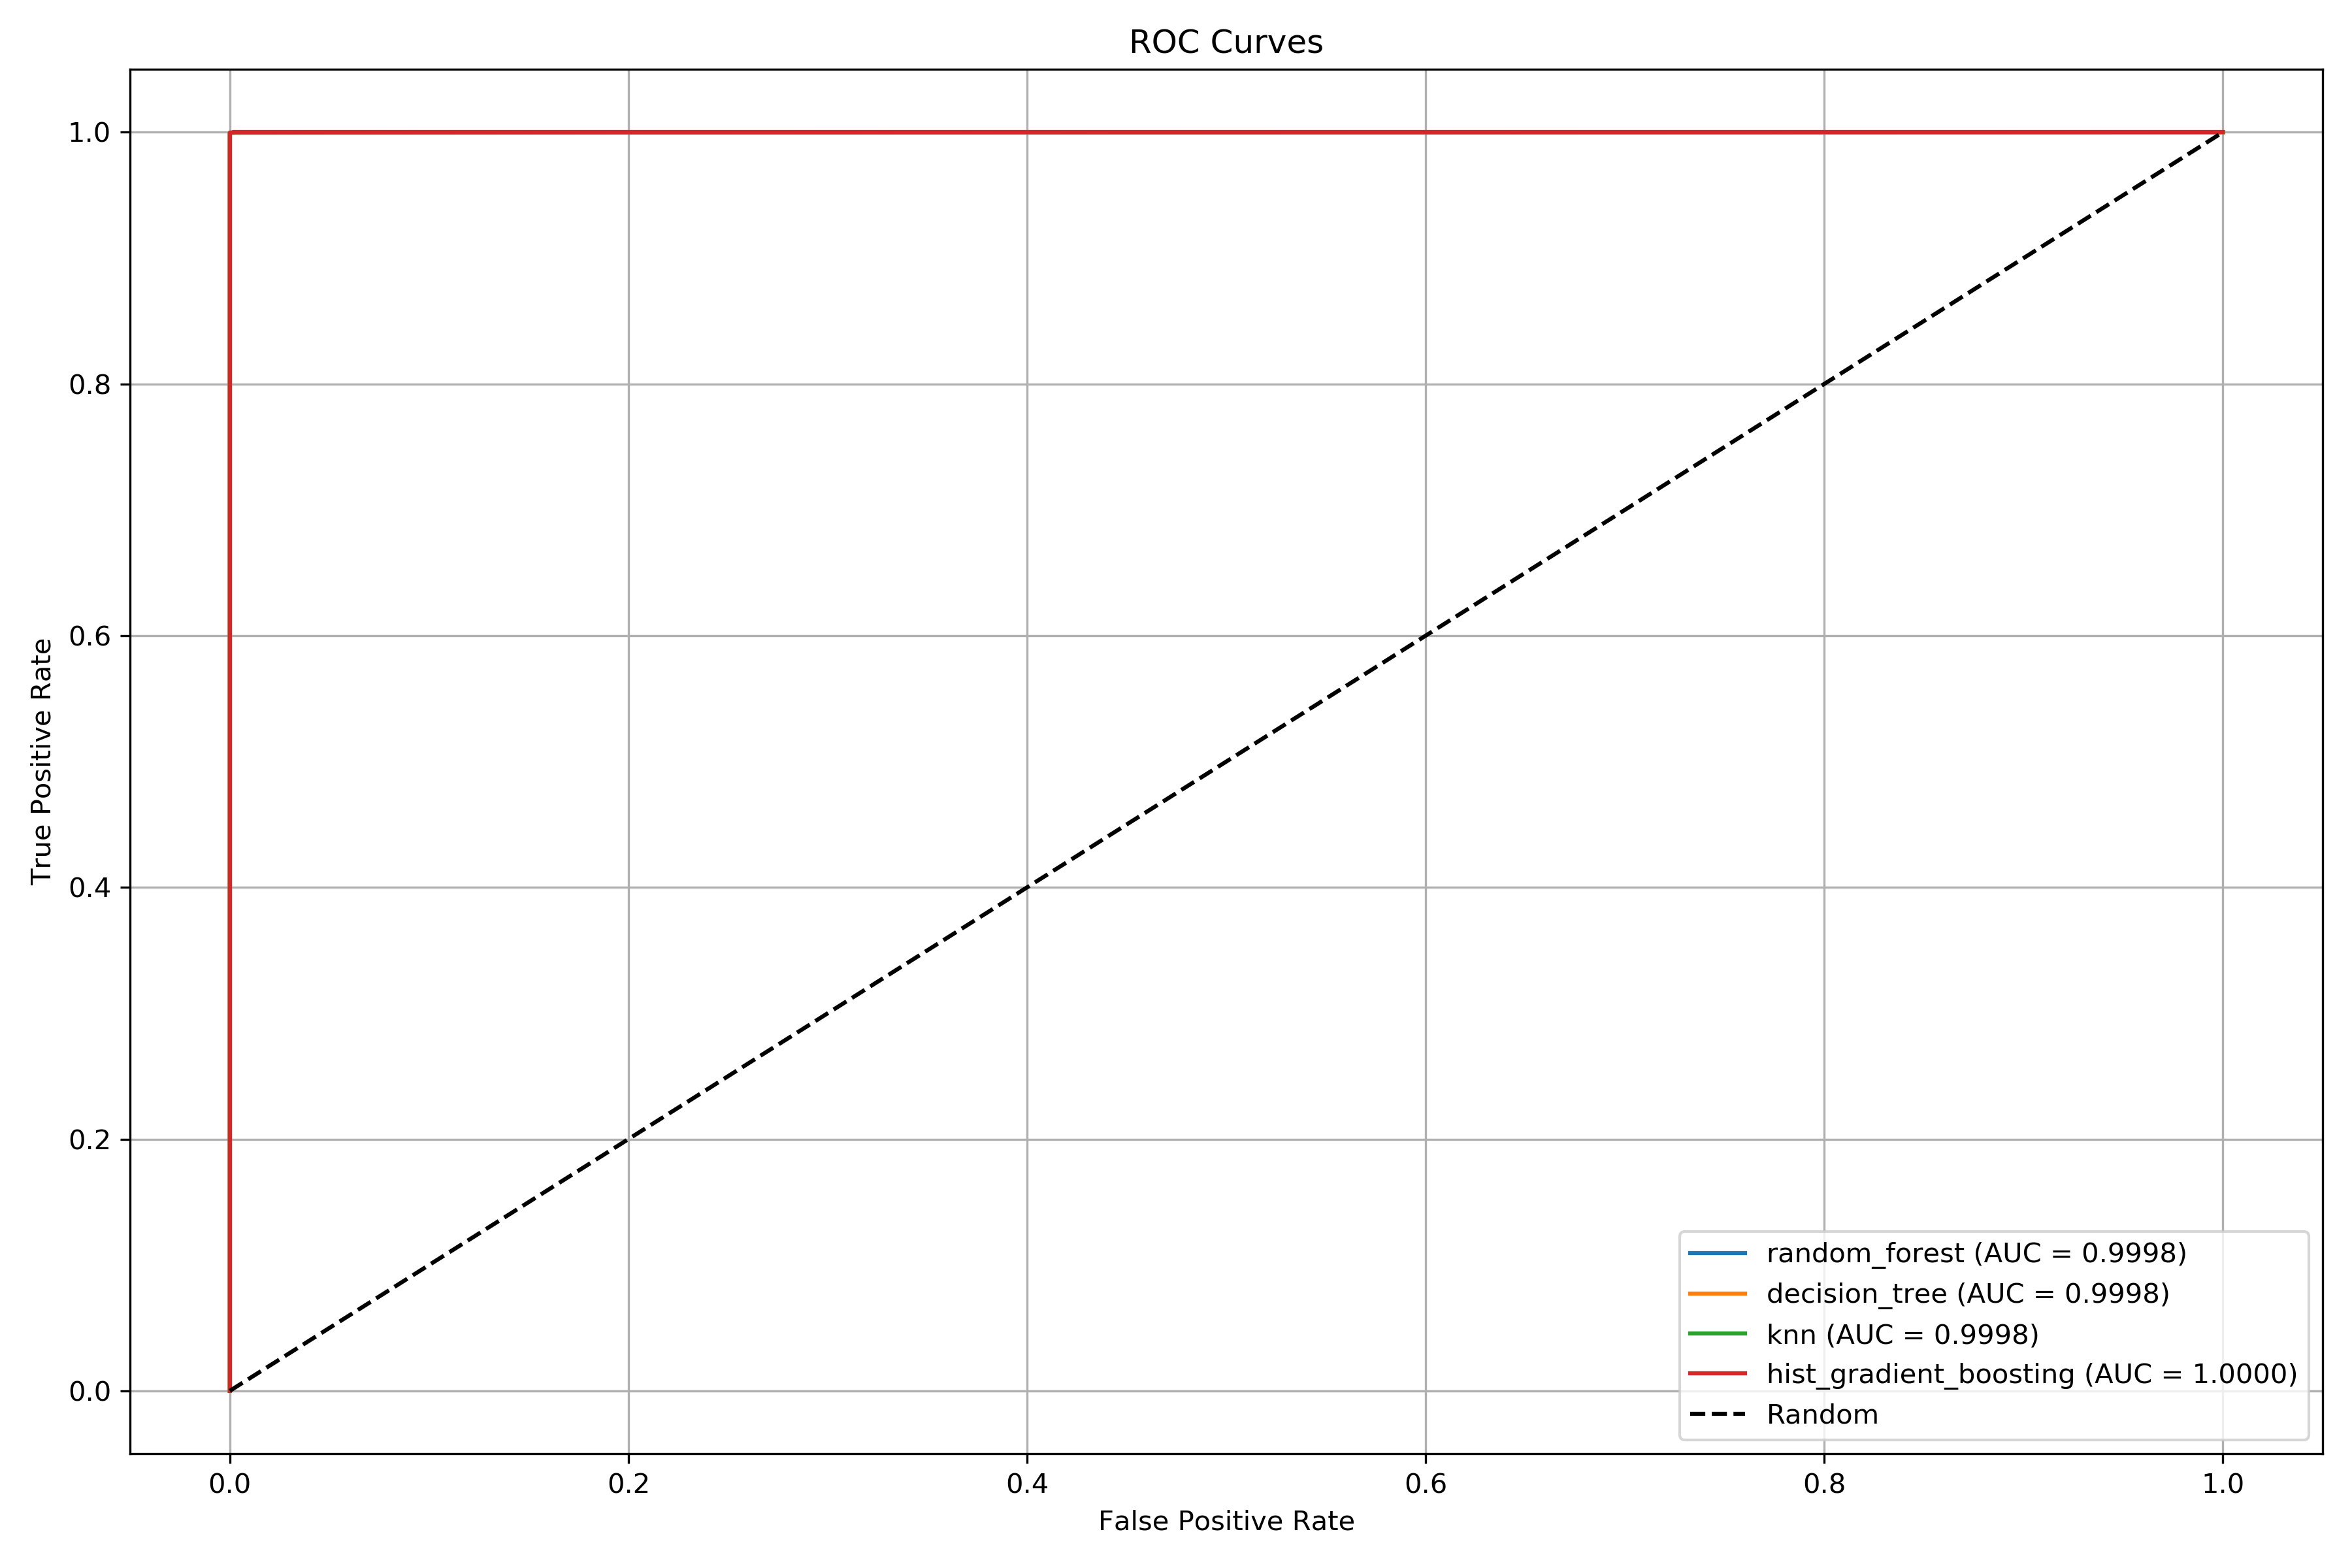 ROC Curves
True Positive Rate
1.0
0.8
0.6
0.4
0.2
0.0
0.0 0.2 0.4 0.6 0.8 1.0
False Positive Rate
random_forest (AUC = 0.9998)
decision_tree (AUC = 0.9998)
knn (AUC = 0.9998)
hist_gradient_boosting (AUC = 1.0000)
Random